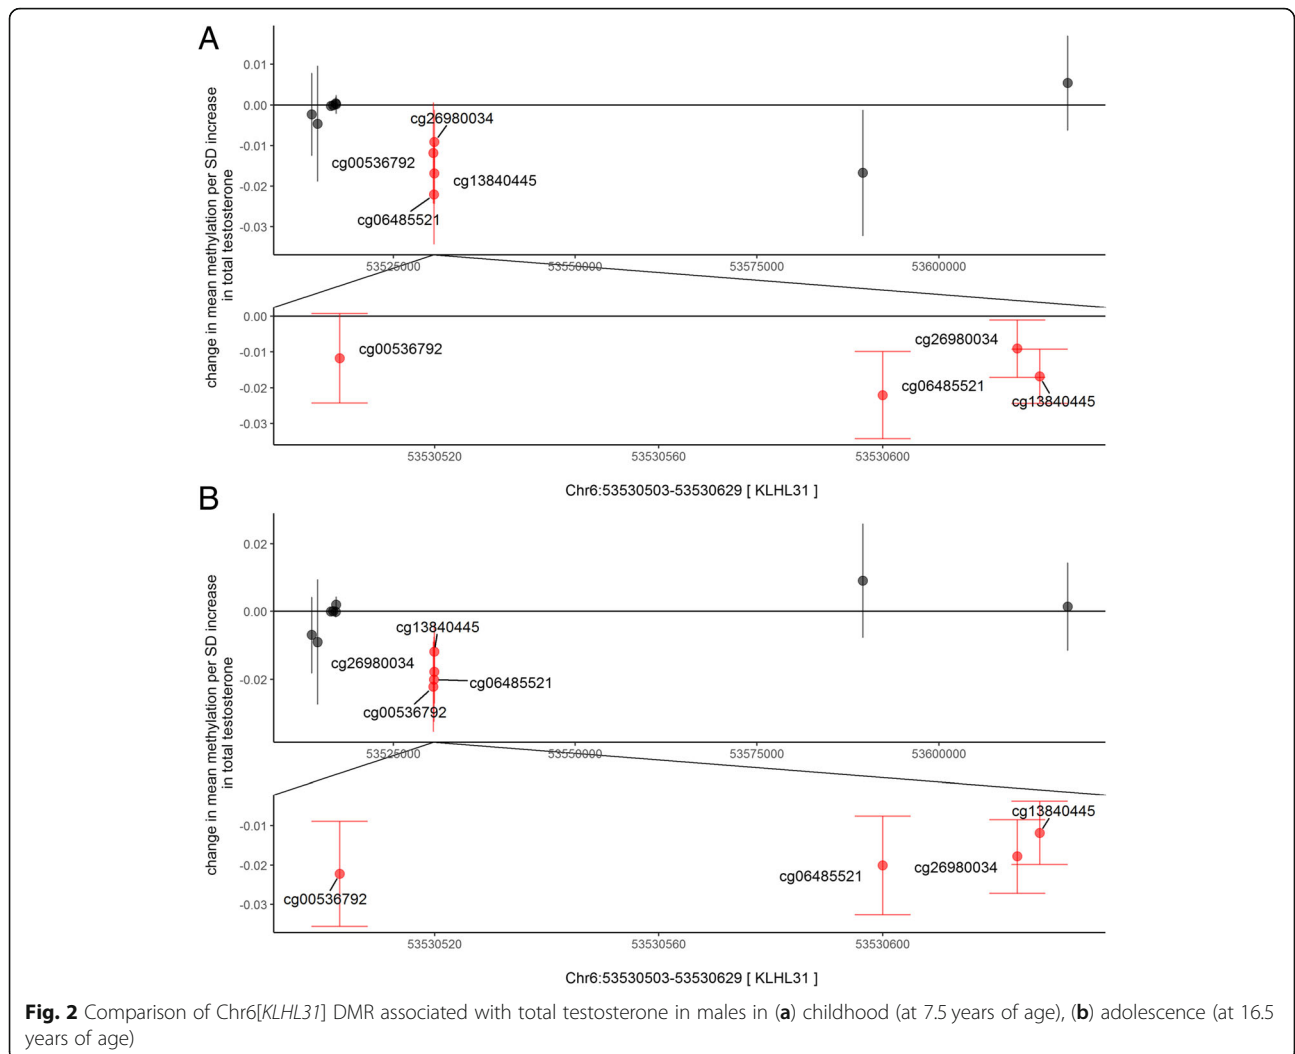 A
change in mean methylation per SD increase
in total testosterone
0.01
0.00
-0.01
-0.02
-0.03
cg26980034
cg00536792
cg13840445
cg06485521
53525000 53550000 53575000 53600000
0.00
-0.01
-0.02
-0.03
cg00536792
cg26980034
cg06485521
cg13840445
53530520 53530560 53530600
Chr6:53530503-53530629 [ KLHL31 ]
B
change in mean methylation per SD increase
in total testosterone
0.02
0.00
-0.02
cg13840445
cg26980034
cg06485521
cg00536792
53525000 53550000 53575000 53600000
-0.01
-0.02
-0.03
cg13840445
cg06485521
cg26980034
cg00536792
53530520 53530560 53530600
Chr6:53530503-53530629 [ KLHL31 ]
Fig. 2 Comparison of Chr6[KLHL31] DMR associated with total testosterone in males in (a) childhood (at 7.5 years of age), (b) adolescence (at 16.5
years of age)